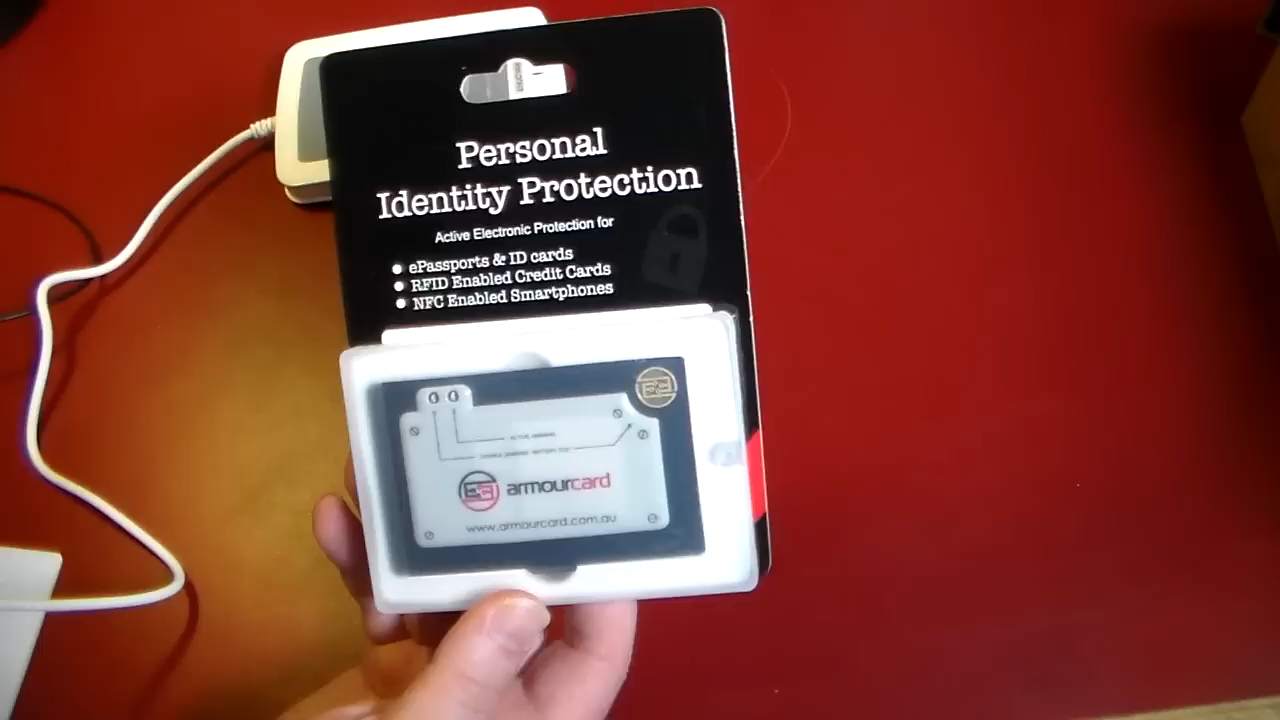 Personal
Identity Protection
Active Electronic Protection for
ePassports & ID cards
RFID Enabled Credit Cards
NFC Enabled Smartphones
armourcard
www.armourcard.com.au